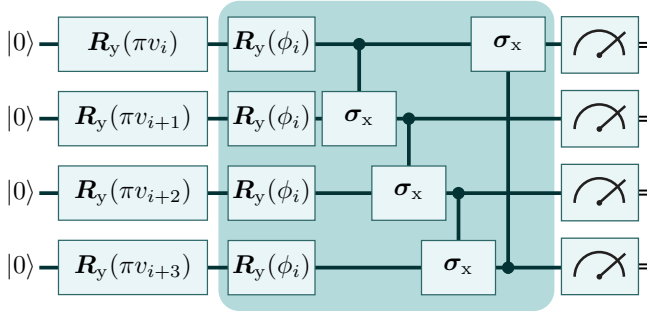 |0⟩ R_y(πv_i) R_y(ϕ_i) σ_x
|0⟩ R_y(πv_{i+1}) R_y(ϕ_i) σ_x
|0⟩ R_y(πv_{i+2}) R_y(ϕ_i) σ_x
|0⟩ R_y(πv_{i+3}) R_y(ϕ_i) σ_x